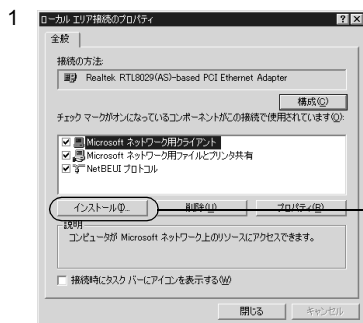 1
ローカル エリア接続のプロパティ
全般
接続の方法:
Realtek RTL8029(AS)-based PCI Ethernet Adapter
構成(C)
チェック マークがオンになっているコンポーネントがこの接続で使用されています(O):
Microsoft ネットワーク用クライアント
Microsoft ネットワーク用ファイルとプリンタ共有
NetBEUI プロトコル
インストール(I)... 削除(U) プロパティ(R)
説明
コンピュータが Microsoft ネットワーク上のリソースにアクセスできます。
接続時にタスク バーにアイコンを表示する(W)
閉じる キャンセル